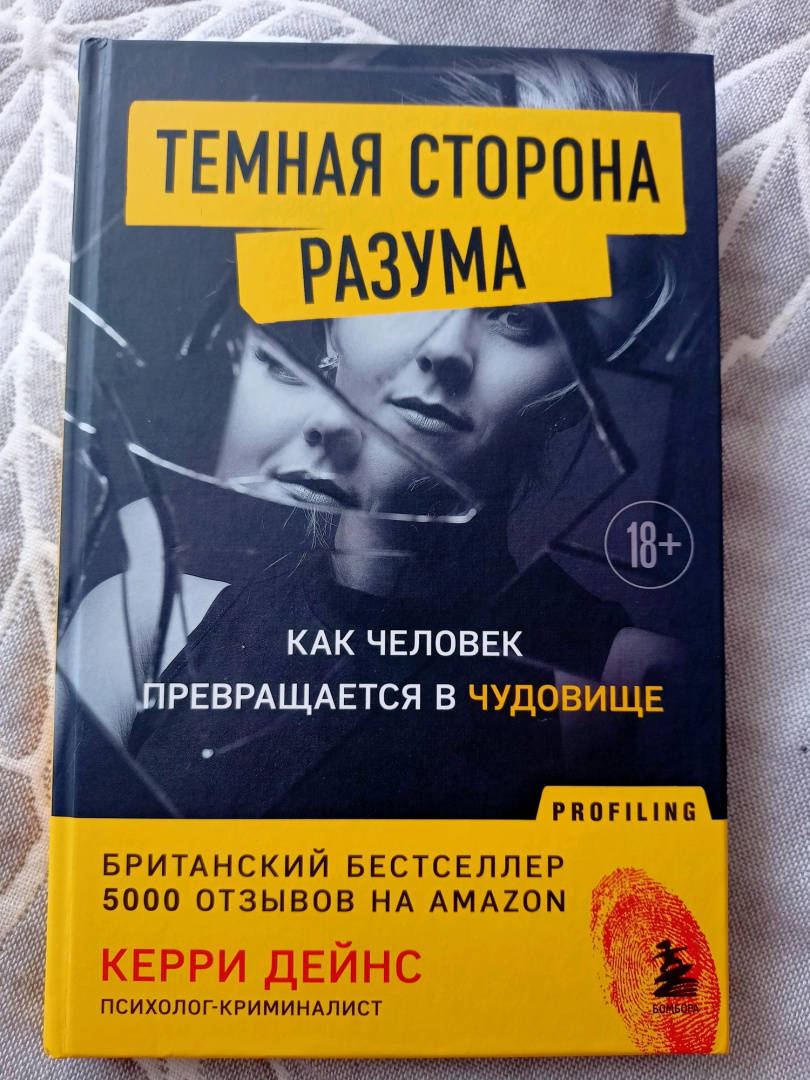 ТЕМНАЯ СТОРОНА
РАЗУМА
18+
КАК ЧЕЛОВЕК
ПРЕВРАЩАЕТСЯ В ЧУДОВИЩЕ
PROFILING
БРИТАНСКИЙ БЕСТСЕЛЛЕР
5000 ОТЗЫВОВ НА AMAZON
КЕРРИ ДЕЙНС
ПСИХОЛОГ-КРИМИНАЛИСТ
БОМБОРА